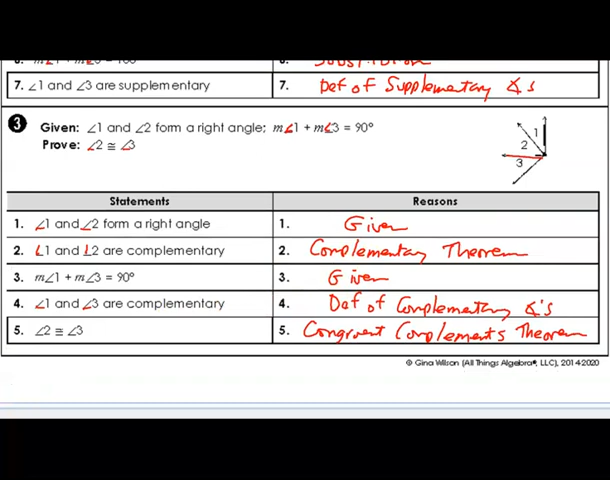 7. ∠1 and ∠3 are supplementary 7. Def of Supplementary ∡s
3 Given: ∠1 and ∠2 form a right angle; m∠1 + m∠3 = 90°
Prove: ∠2 ≅ ∠3
1
2
3
Statements Reasons
1. ∠1 and ∠2 form a right angle 1. Given
2. ∠1 and ∠2 are complementary 2. Complementary Theorem
3. m∠1 + m∠3 = 90° 3. Given
4. ∠1 and ∠3 are complementary 4. Def of Complementary ∡'s
5. ∠2 ≅ ∠3 5. Congruent Complements Theorem
© Gina Wilson (All Things Algebra®, LLC), 2014-2020